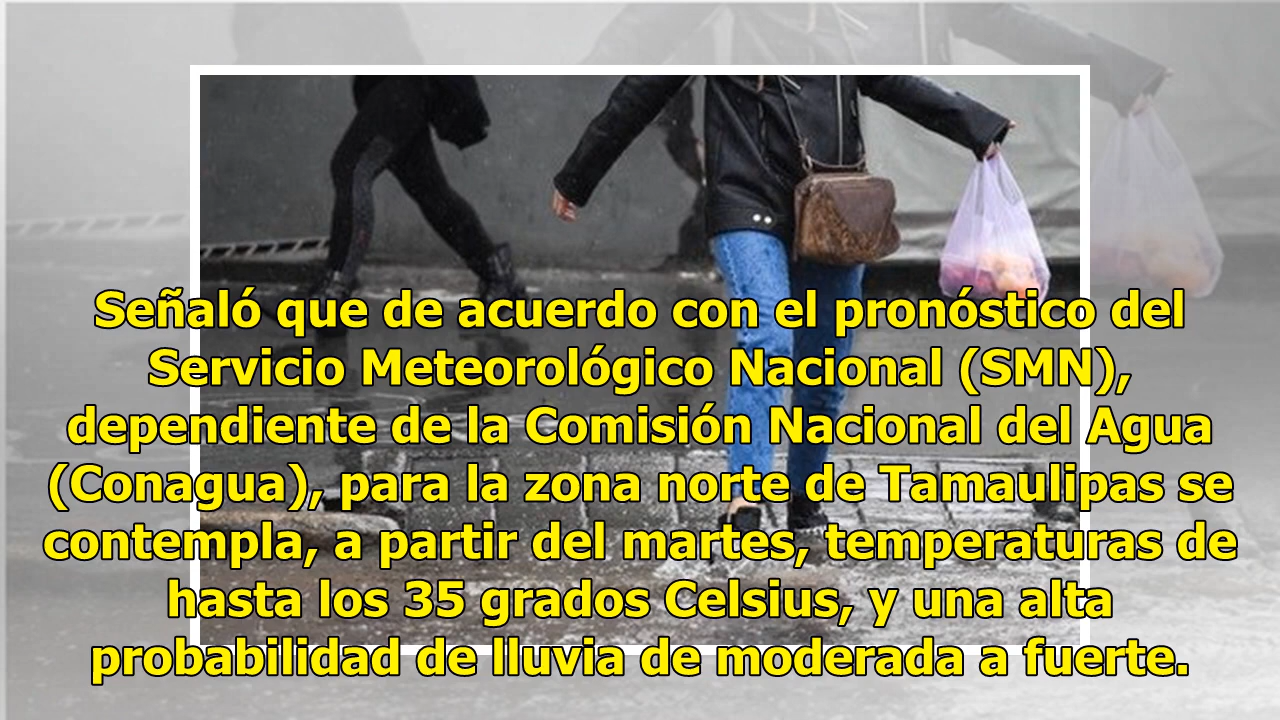 Señaló que de acuerdo con el pronóstico del
Servicio Meteorológico Nacional (SMN),
dependiente de la Comisión Nacional del Agua
(Conagua), para la zona norte de Tamaulipas se
contempla, a partir del martes, temperaturas de
hasta los 35 grados Celsius, y una alta
probabilidad de lluvia de moderada a fuerte.